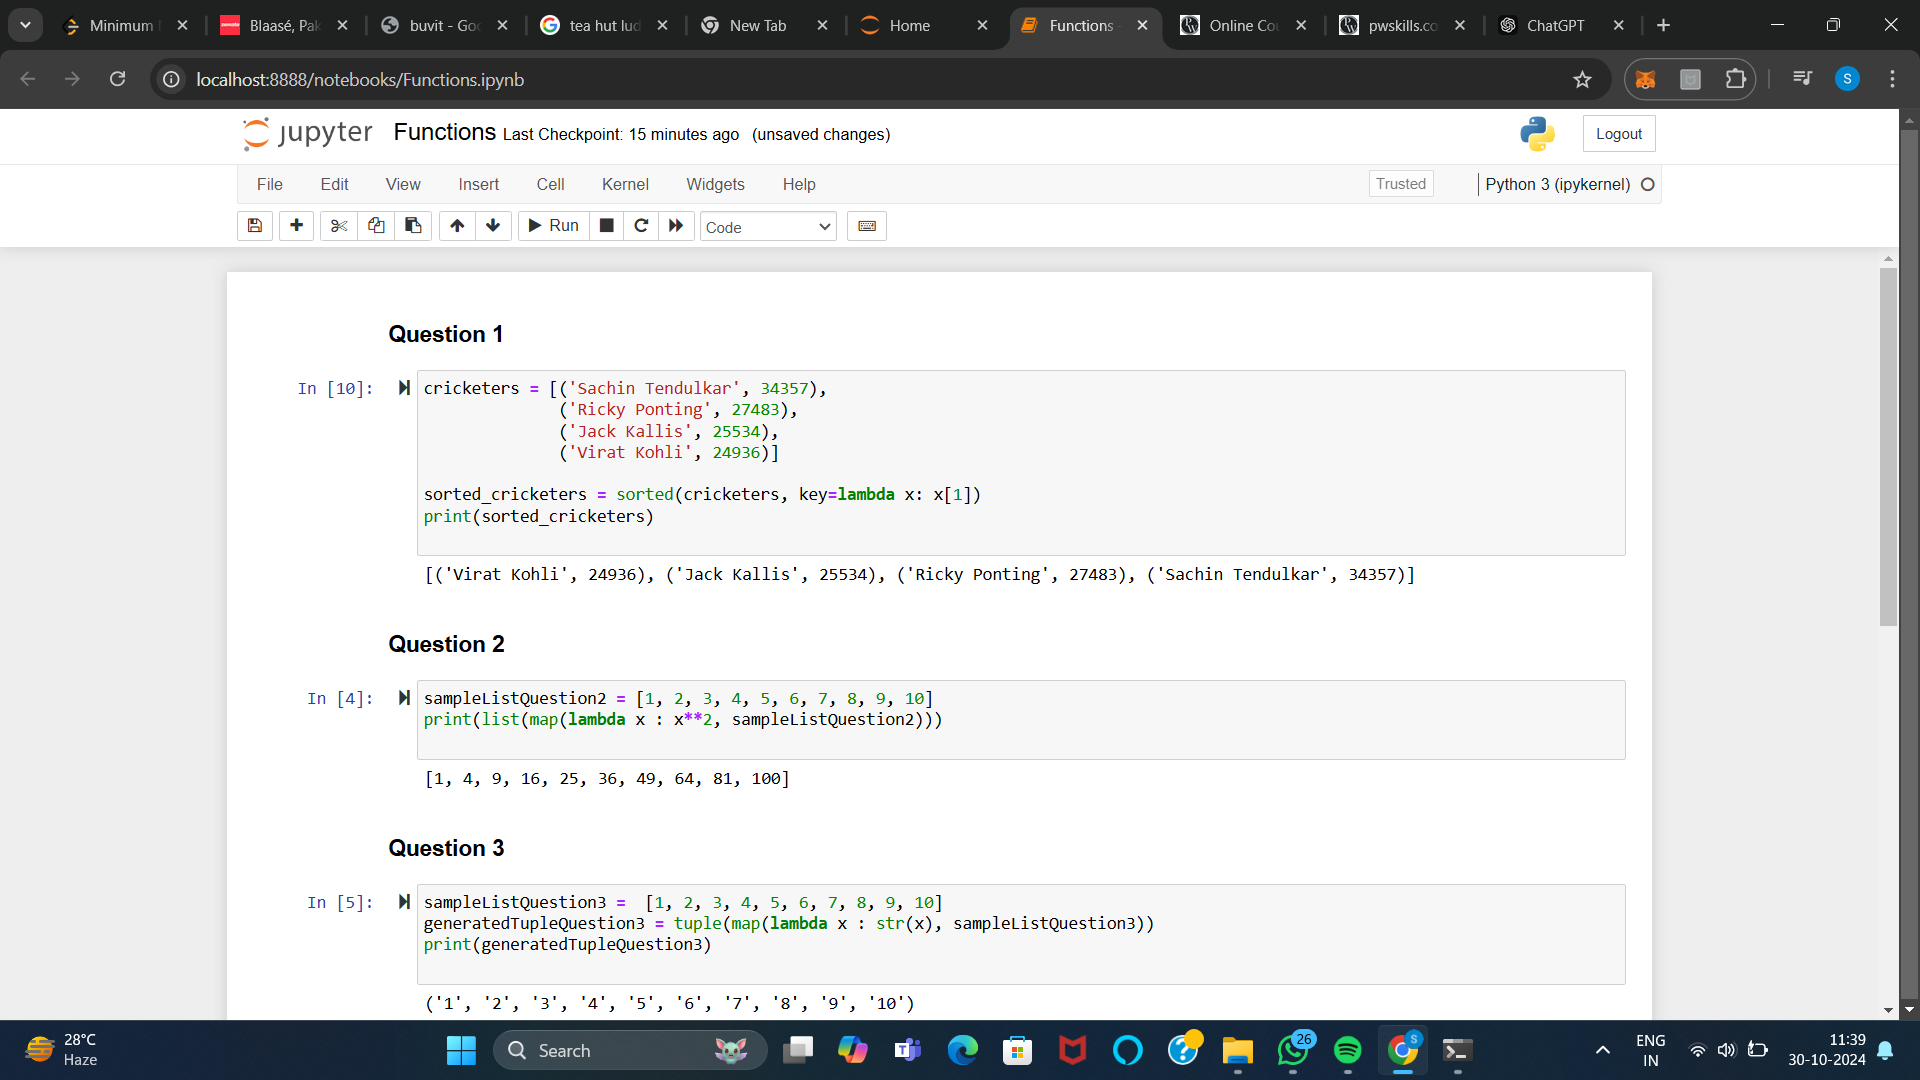 Minimum
Blaasé, Pak
buvit - Goo
tea hut lud
New Tab
Home
Functions -
Online Cou
pwskills.co
ChatGPT
localhost:8888/notebooks/Functions.ipynb
S
jupyter Functions Last Checkpoint: 15 minutes ago (unsaved changes)
Logout
File Edit View Insert Cell Kernel Widgets Help
Trusted
Python 3 (ipykernel)
Run
Code
Question 1
In [10]:
cricketers = [('Sachin Tendulkar', 34357),
('Ricky Ponting', 27483),
('Jack Kallis', 25534),
('Virat Kohli', 24936)]
sorted_cricketers = sorted(cricketers, key=lambda x: x[1])
print(sorted_cricketers)
[('Virat Kohli', 24936), ('Jack Kallis', 25534), ('Ricky Ponting', 27483), ('Sachin Tendulkar', 34357)]
Question 2
In [4]:
sampleListQuestion2 = [1, 2, 3, 4, 5, 6, 7, 8, 9, 10]
print(list(map(lambda x : x**2, sampleListQuestion2)))
[1, 4, 9, 16, 25, 36, 49, 64, 81, 100]
Question 3
In [5]:
sampleListQuestion3 =  [1, 2, 3, 4, 5, 6, 7, 8, 9, 10]
generatedTupleQuestion3 = tuple(map(lambda x : str(x), sampleListQuestion3))
print(generatedTupleQuestion3)
('1', '2', '3', '4', '5', '6', '7', '8', '9', '10')
28°C
Haze
Search
26
S
ENG
IN
11:39
30-10-2024